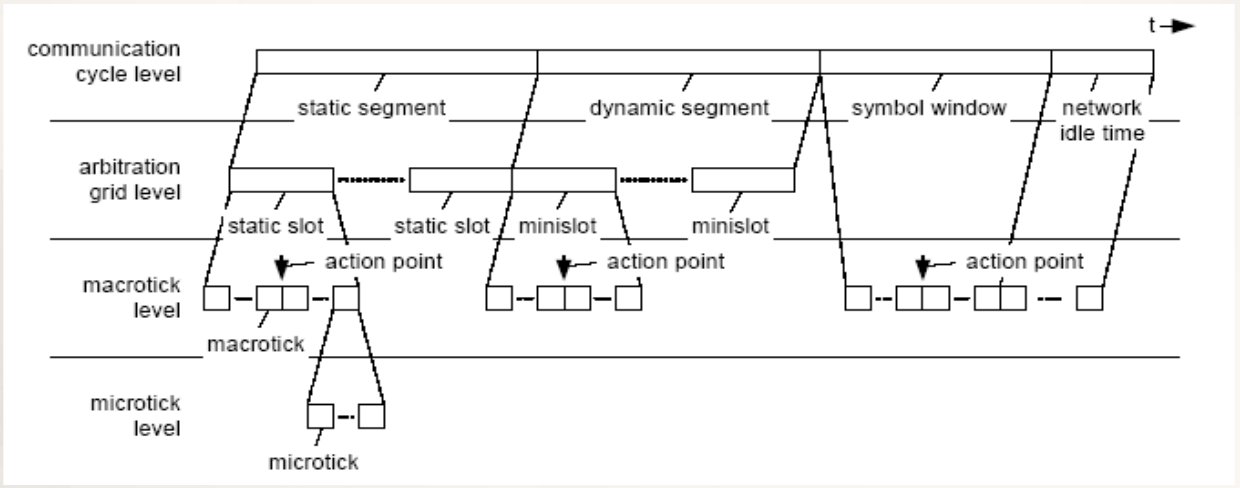 t
communication
cycle level
static segment
dynamic segment
symbol window
network
idle time
arbitration
grid level
static slot
static slot
minislot
minislot
action point
action point
action point
macrotick
level
macrotick
microtick
level
microtick